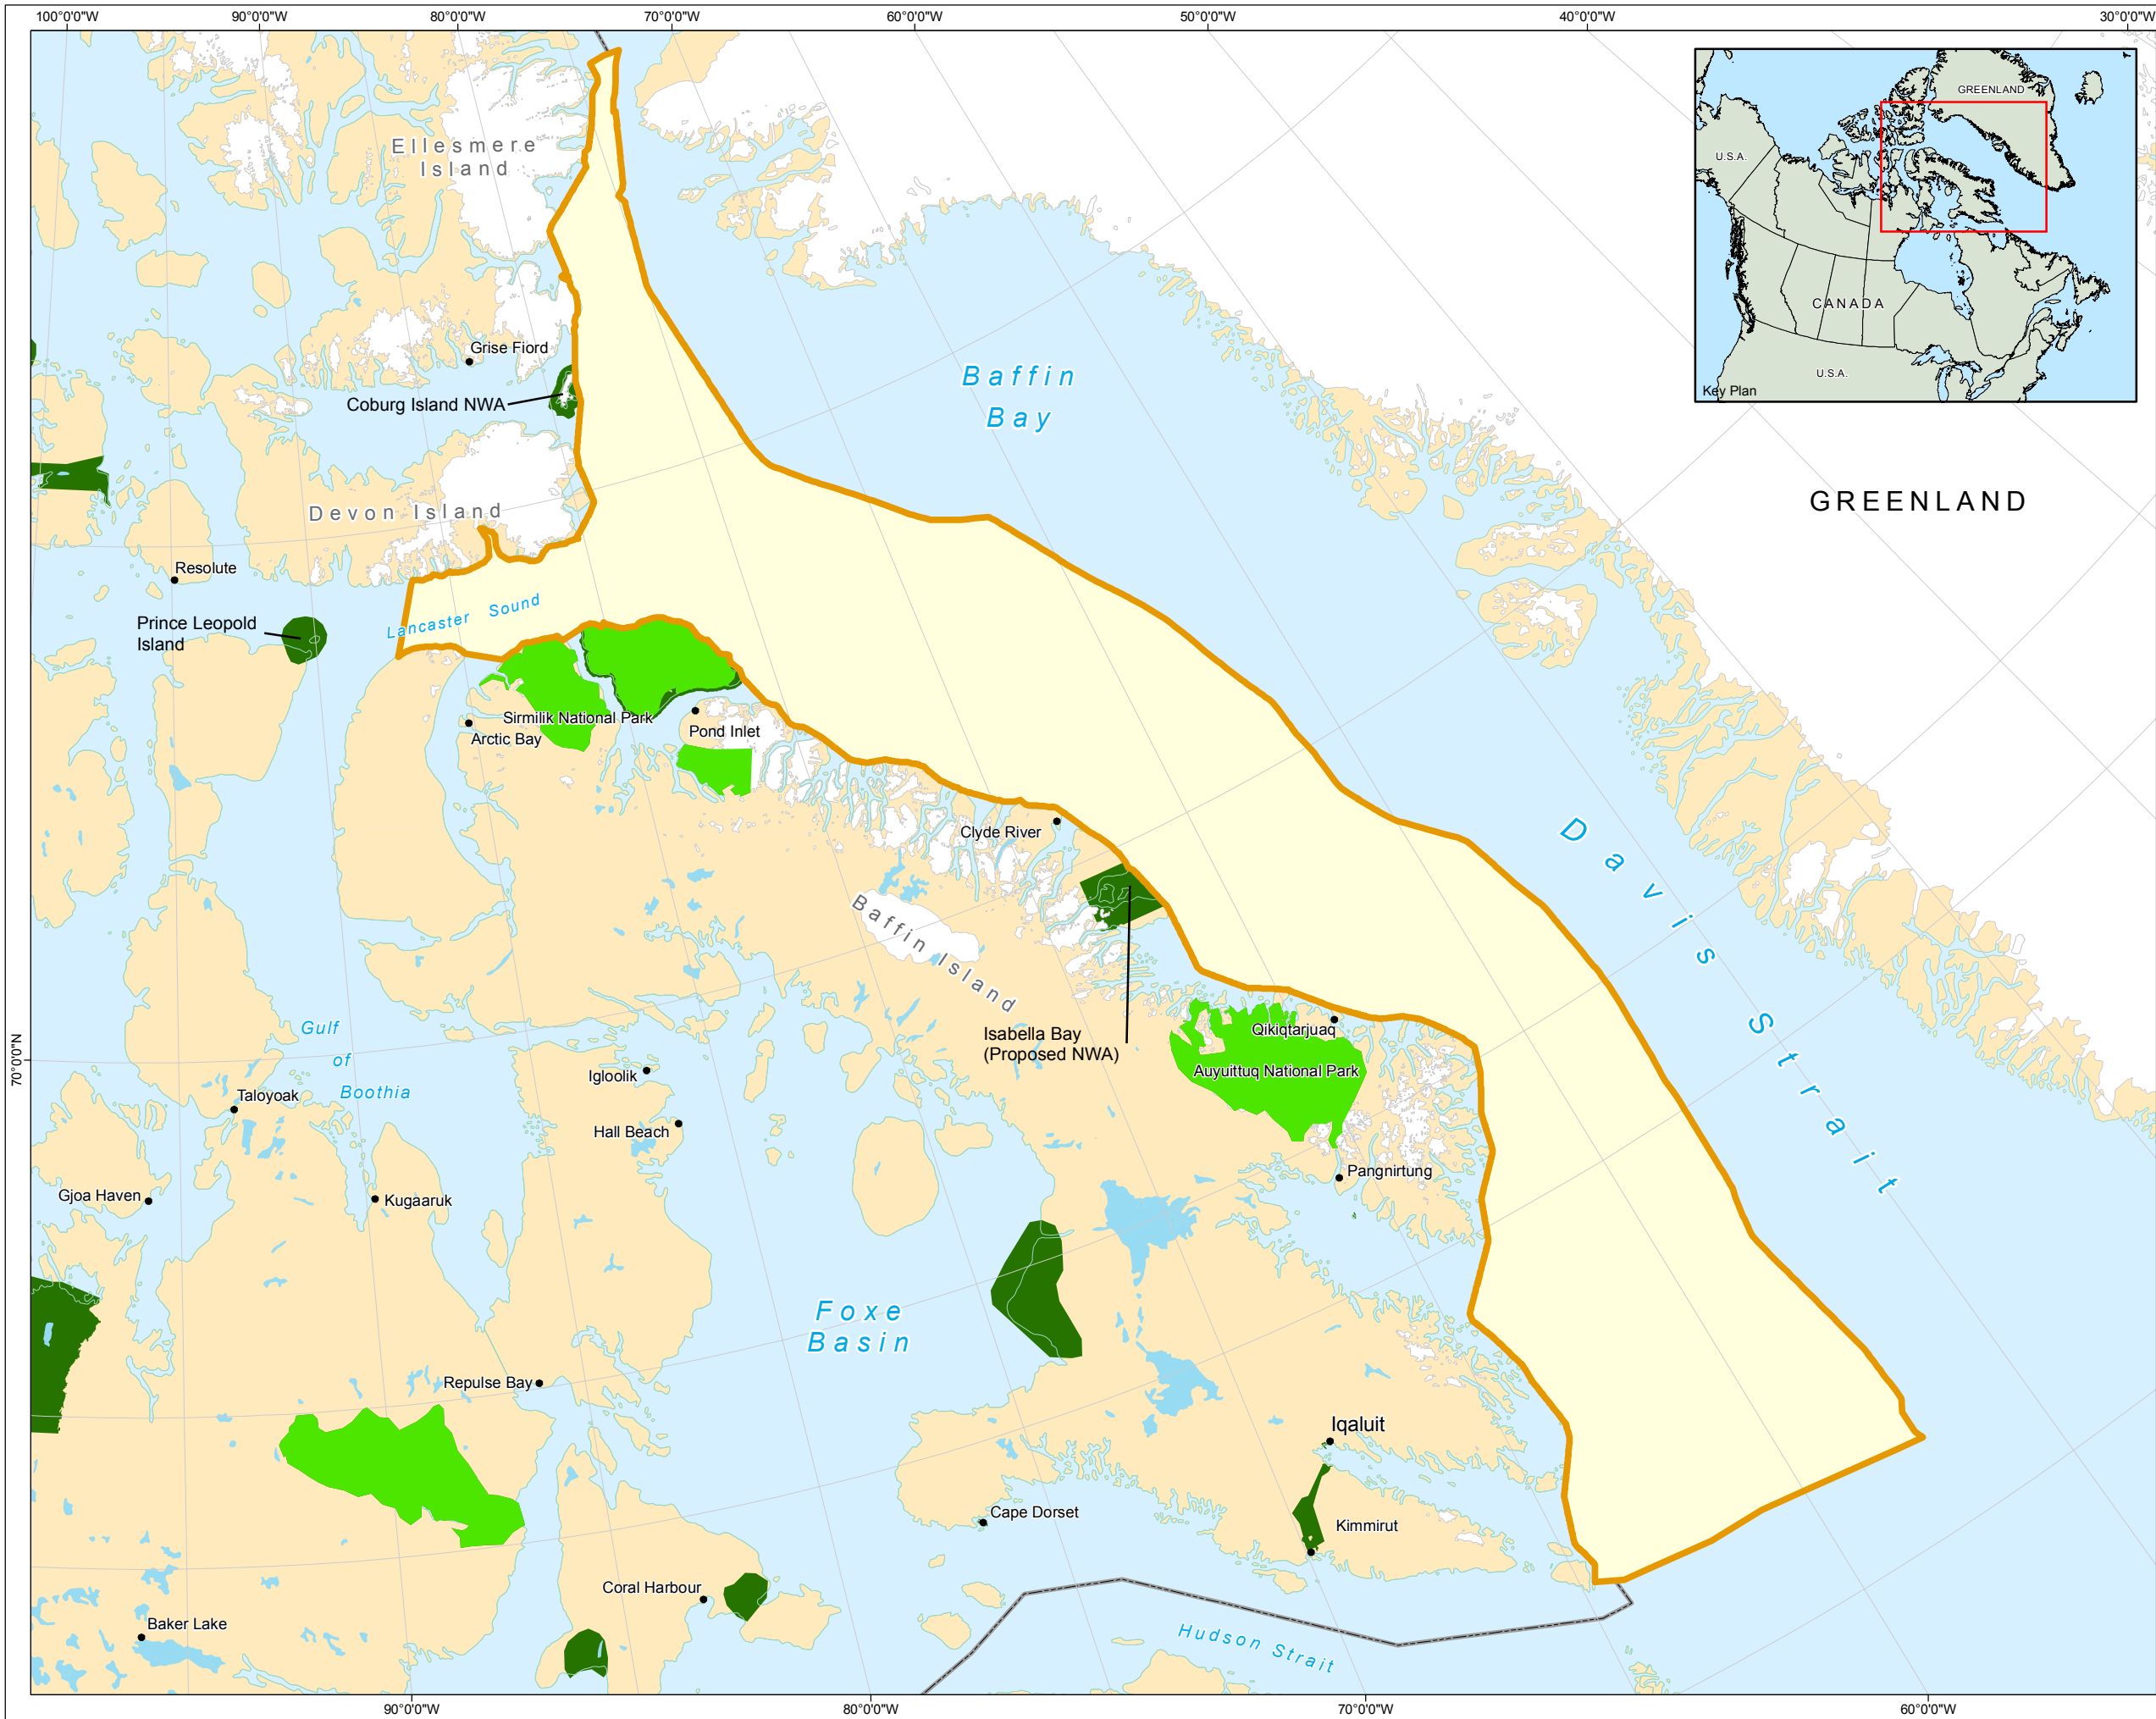 100°0'0"W
90°0'0"W
80°0'0"W
70°0'0"W
60°0'0"W
50°0'0"W
40°0'0"W
30°0'0"W
GREENLAND
U.S.A.
CANADA
U.S.A.
Key Plan
Ellesmere
Island
Grise Fiord
Coburg Island NWA
Baffin
Bay
GREENLAND
Devon Island
Resolute
Lancaster Sound
Prince Leopold
Island
Sirmilik National Park
Arctic Bay
Pond Inlet
Clyde River
Davis Strait
Baffin Island
Isabella Bay
(Proposed NWA)
Qikiqtarjuaq
Auyuittuq National Park
Gulf
of
Boothia
70°0'0"N
Igloolik
Taloyoak
Hall Beach
Pangnirtung
Gjoa Haven
Kugaaruk
Foxe
Basin
Repulse Bay
Iqaluit
Cape Dorset
Kimmirut
Coral Harbour
Baker Lake
Hudson Strait
90°0'0"W
80°0'0"W
70°0'0"W
60°0'0"W